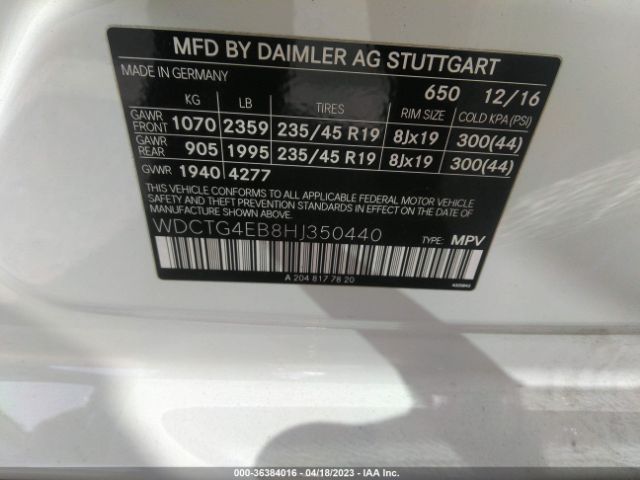 MFD BY DAIMLER AG STUTTGART
MADE IN GERMANY 650 12/16
KG LB TIRES RIM SIZE COLD KPA (PSI)
GAWR FRONT 1070 2359 235/45 R19 8Jx19 300(44)
GAWR REAR 905 1995 235/45 R19 8Jx19 300(44)
GVWR 1940 4277
THIS VEHICLE CONFORMS TO ALL APPLICABLE FEDERAL MOTOR VEHICLE
SAFETY AND THEFT PREVENTION STANDARDS IN EFFECT ON THE DATE
OF MANUFACTURE SHOWN ABOVE.
WDCTG4EB8HJ350440 TYPE: MPV
A 204 817 78 20
000-36384016 - 04/18/2023 - IAA Inc.